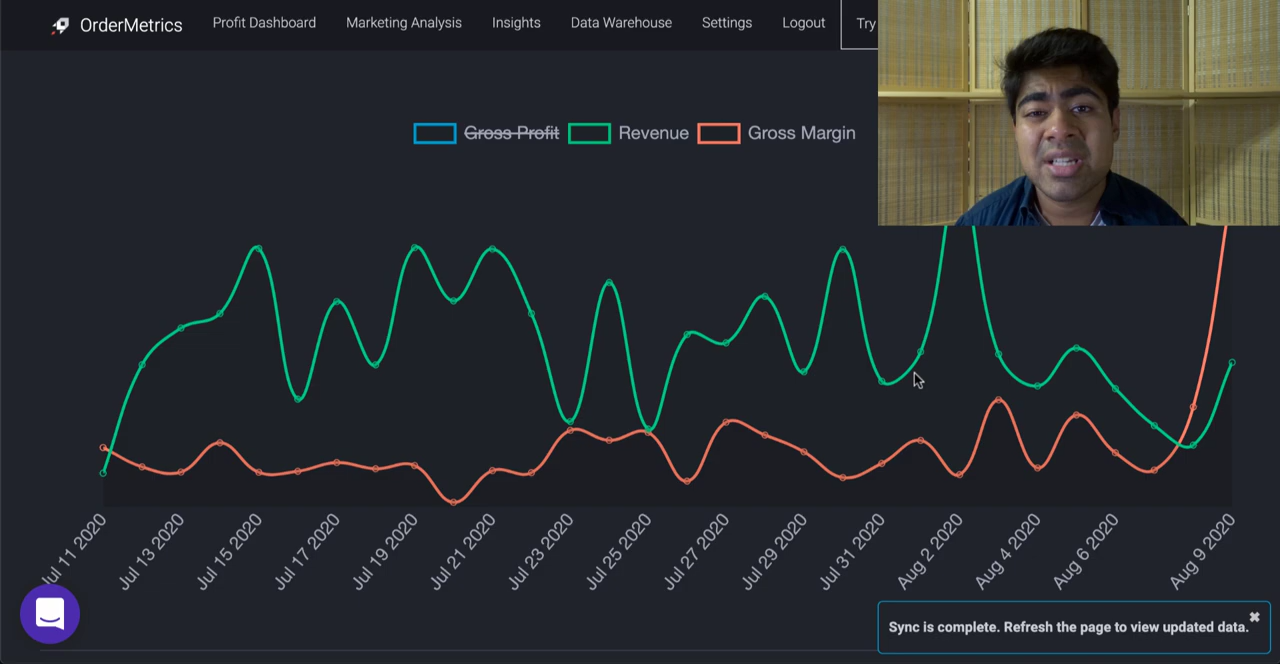 OrderMetrics Profit Dashboard Marketing Analysis Insights Data Warehouse Settings Logout Try
Gross Profit Revenue Gross Margin
Jul 11 2020
Jul 13 2020
Jul 15 2020
Jul 17 2020
Jul 19 2020
Jul 21 2020
Jul 23 2020
Jul 25 2020
Jul 27 2020
Jul 29 2020
Jul 31 2020
Aug 2 2020
Aug 4 2020
Aug 6 2020
Aug 9 2020
Sync is complete. Refresh the page to view updated data.